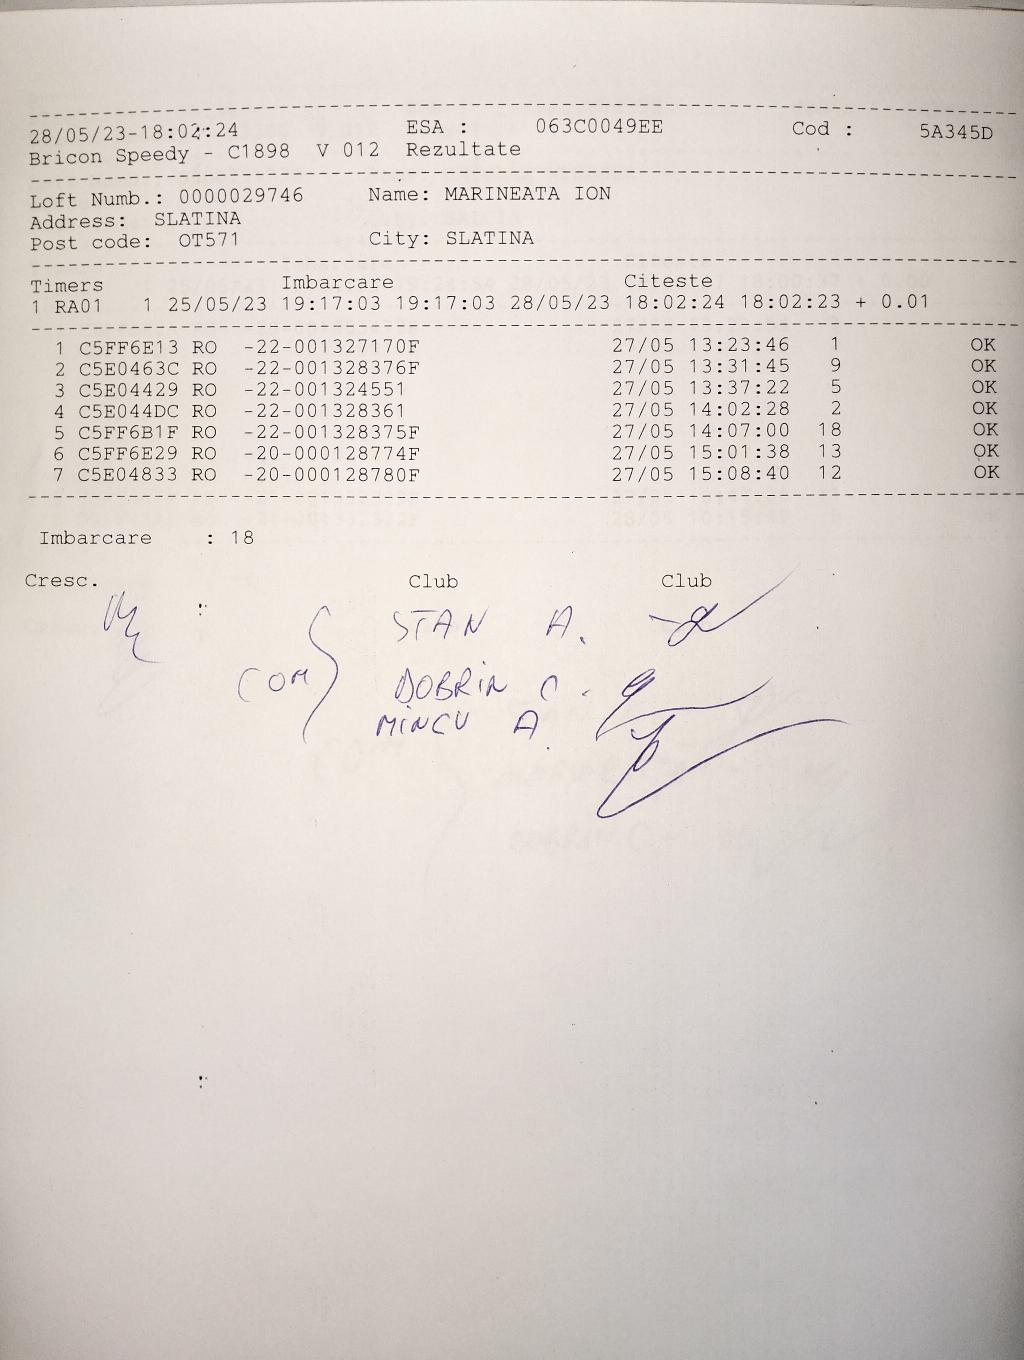 28/05/23-18:02:24 ESA : 063C0049EE Cod : 5A345D
Bricon Speedy - C1898 V 012 Rezultate
Loft Numb.: 0000029746 Name: MARINEATA ION
Address: SLATINA
Post code: OT571 City: SLATINA
Timers Imbarcare Citeste
1 RA01 1 25/05/23 19:17:03 19:17:03 28/05/23 18:02:24 18:02:23 + 0.01
1 C5FF6E13 RO -22-001327170F 27/05 13:23:46 1 OK
2 C5E0463C RO -22-001328376F 27/05 13:31:45 9 OK
3 C5E04429 RO -22-001324551 27/05 13:37:22 5 OK
4 C5E044DC RO -22-001328361 27/05 14:02:28 2 OK
5 C5FF6B1F RO -22-001328375F 27/05 14:07:00 18 OK
6 C5FF6E29 RO -20-000128774F 27/05 15:01:38 13 OK
7 C5E04833 RO -20-000128780F 27/05 15:08:40 12 OK
Imbarcare : 18
Cresc. Club Club
STAN A.
COM DOBRIN C.
MINCU A.